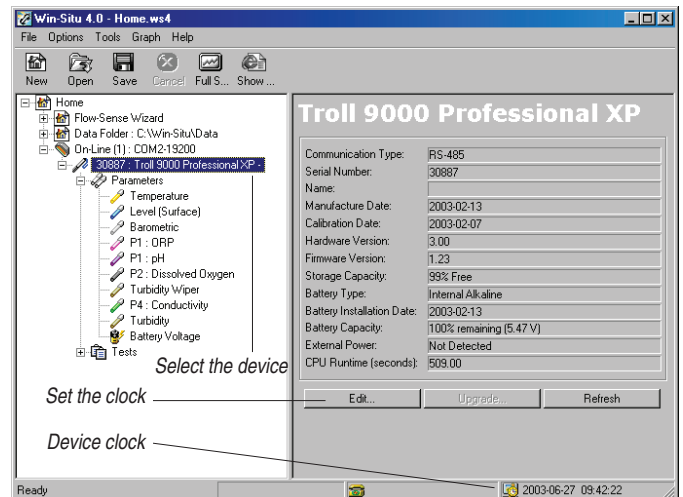 Win-Situ 4.0 - Home.ws4
File Options Tools Graph Help
New Open Save Cancel Full S... Show ...
Home
Flow-Sense Wizard
Data Folder : C:\Win-Situ\Data
On-Line (1) : COM2-19200
30887 : Troll 9000 Professional XP -
Parameters
Temperature
Level (Surface)
Barometric
P1 : ORP
P1 : pH
P2 : Dissolved Oxygen
Turbidity Wiper
P4 : Conductivity
Turbidity
Battery Voltage
Tests
Select the device
Set the clock
Device clock
Troll 9000 Professional XP
Communication Type: RS-485
Serial Number: 30887
Name:
Manufacture Date: 2003-02-13
Calibration Date: 2003-02-07
Hardware Version: 3.00
Firmware Version: 1.23
Storage Capacity: 99% Free
Battery Type: Internal Alkaline
Battery Installation Date: 2003-02-13
Battery Capacity: 100% remaining (5.47 V)
External Power: Not Detected
CPU Runtime (seconds): 509.00
Edit... Upgrade... Refresh
Ready 2003-06-27 09:42:22